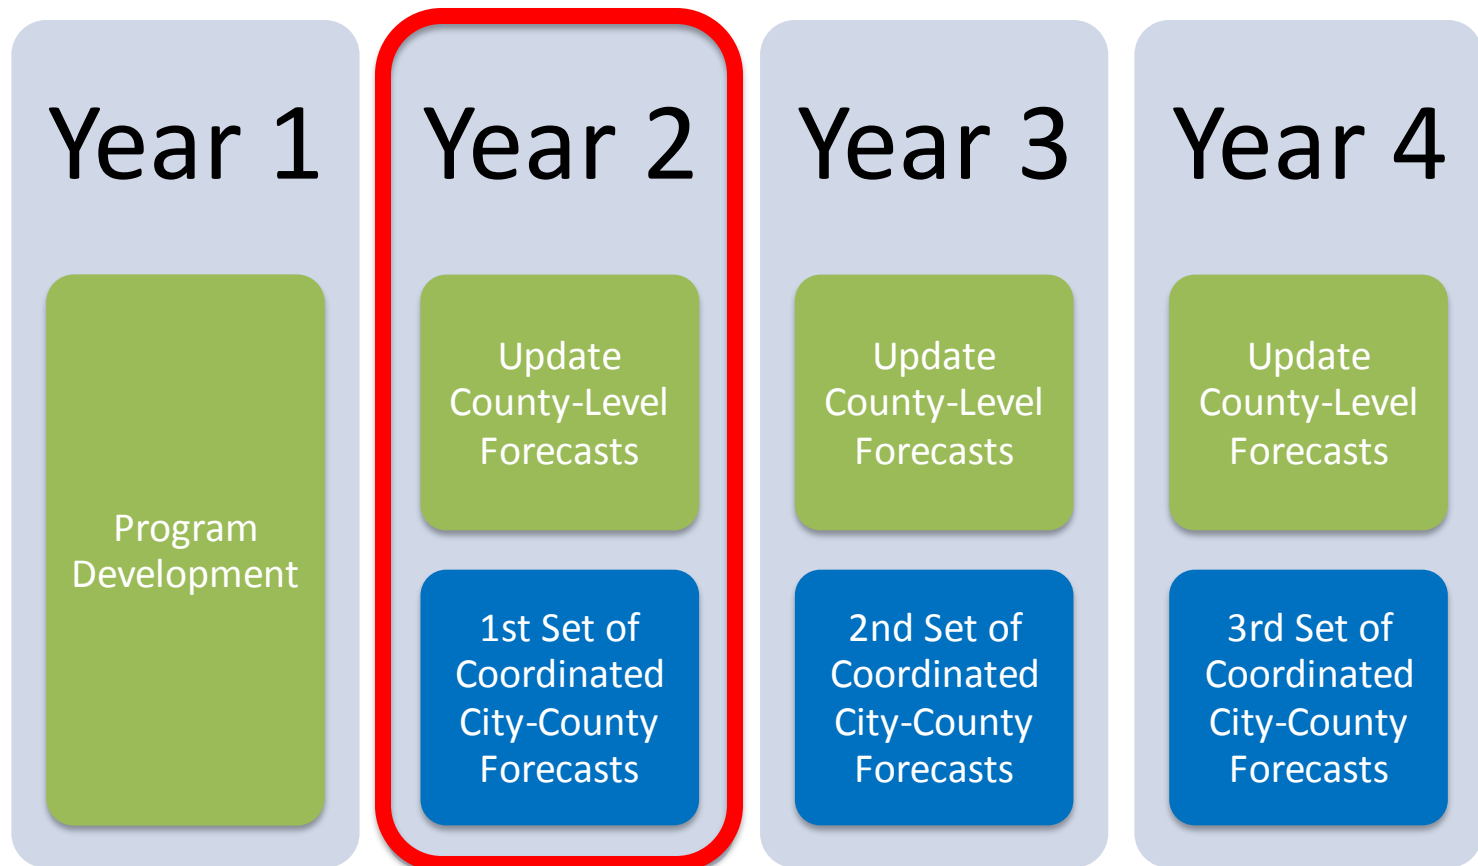 Year 1
Program
Development
Year 2
Update
County-Level
Forecasts
1st Set of
Coordinated
City-County
Forecasts
Year 3
Update
County-Level
Forecasts
2nd Set of
Coordinated
City-County
Forecasts
Year 4
Update
County-Level
Forecasts
3rd Set of
Coordinated
City-County
Forecasts